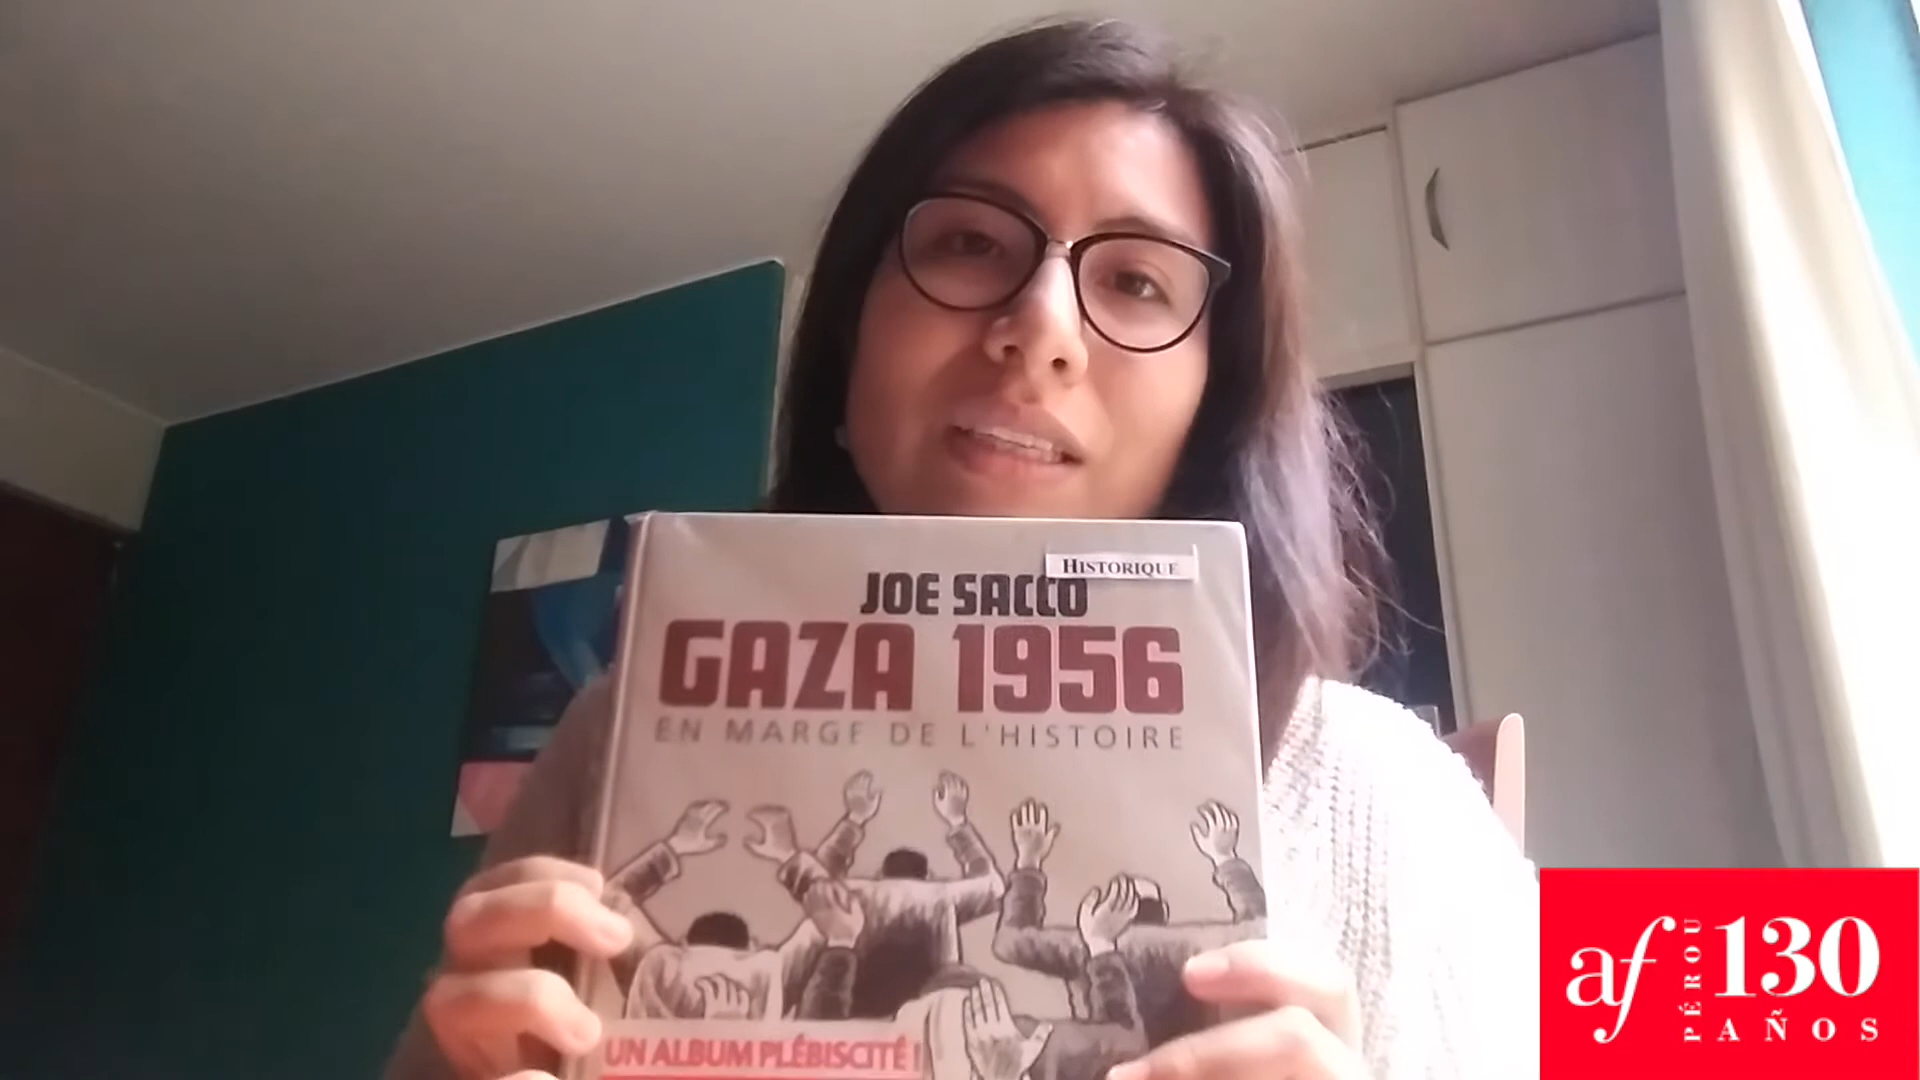 HISTORIQUE
JOE SACCO
GAZA 1956
EN MARGE DE L'HISTOIRE
UN ALBUM PLÉBISCITÉ !
af PÉROU 130
AÑOS